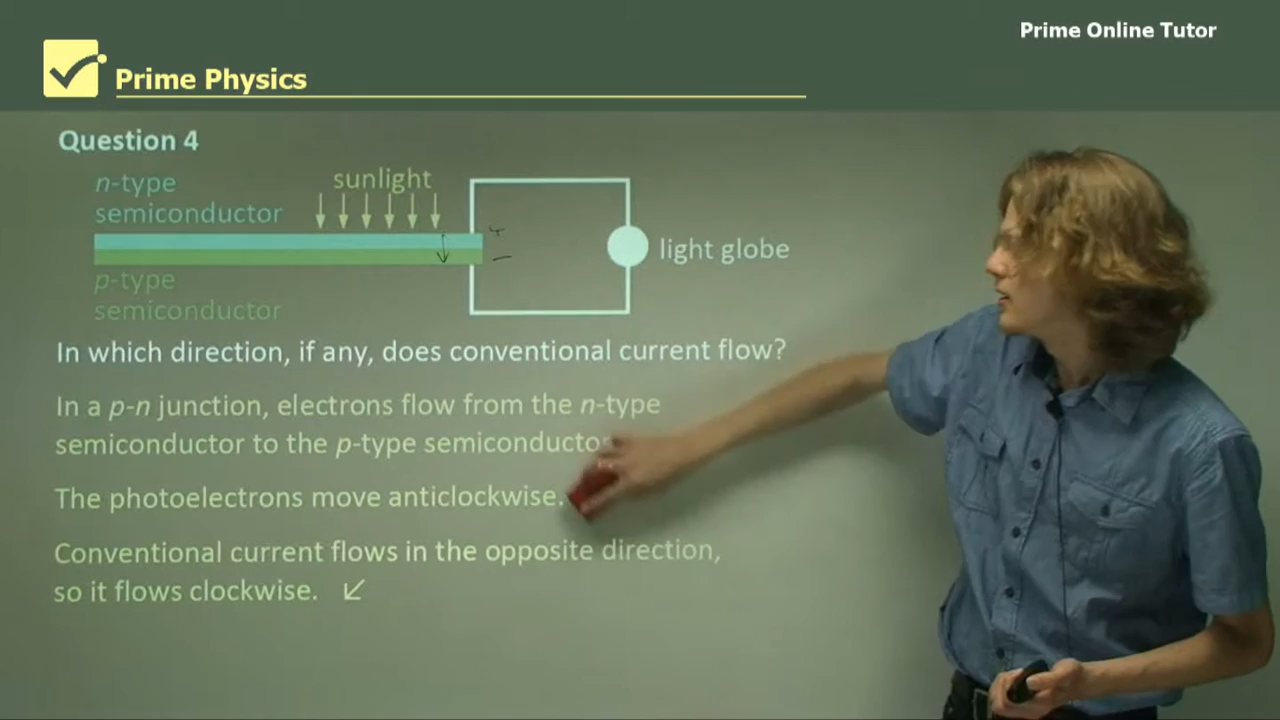 Prime Online Tutor
Prime Physics
Question 4
n-type
semiconductor
sunlight
+
−
light globe
p-type
semiconductor
In which direction, if any, does conventional current flow?
In a p-n junction, electrons flow from the n-type
semiconductor to the p-type semiconductor
The photoelectrons move anticlockwise.
Conventional current flows in the opposite direction,
so it flows clockwise.